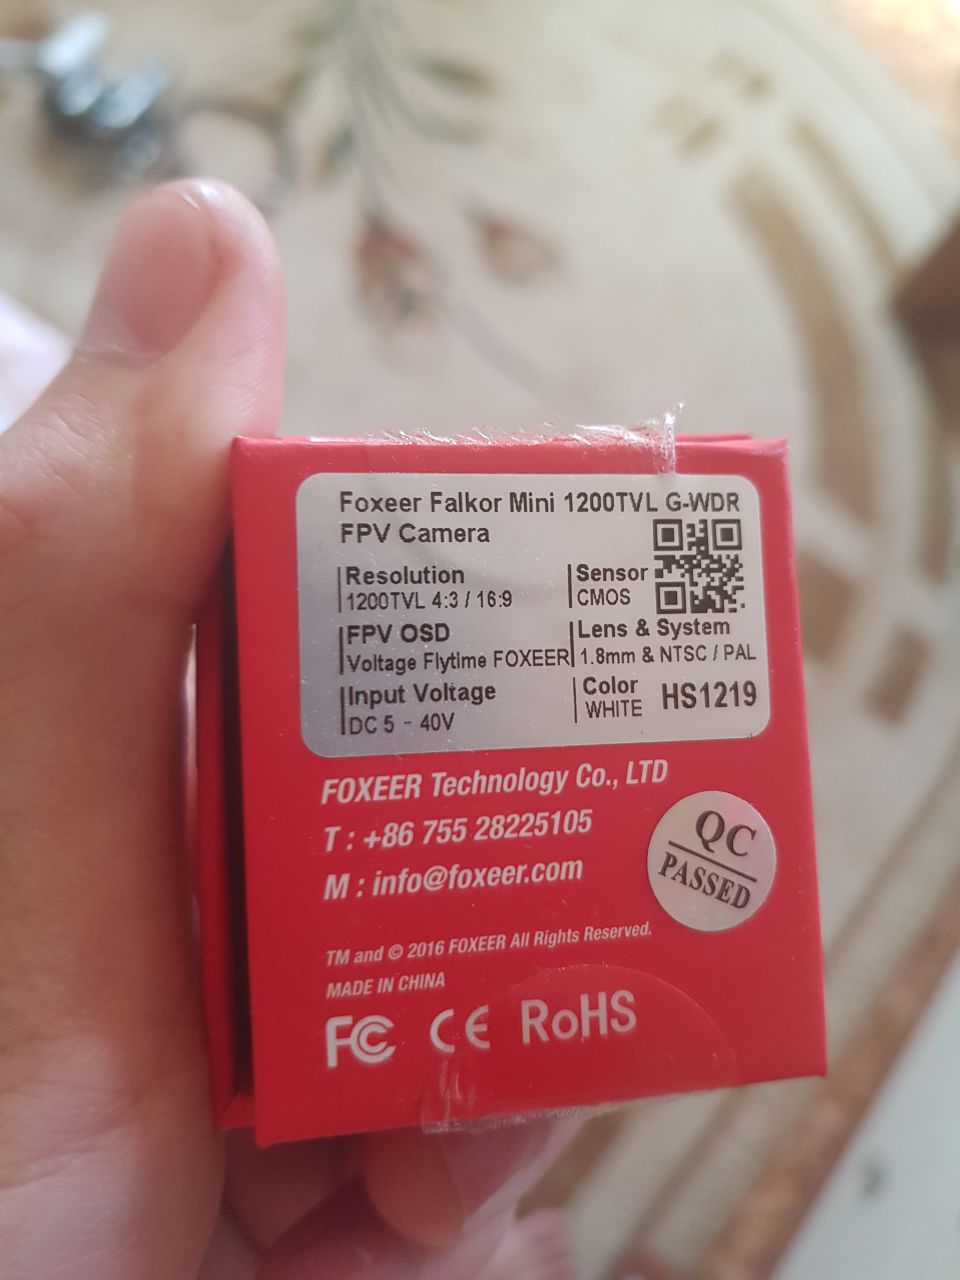 Foxeer Falkor Mini 1200TVL G-WDR
FPV Camera
Resolution
1200TVL 4:3 / 16:9
Sensor
CMOS
FPV OSD
Voltage Flytime FOXEER
Lens & System
1.8mm & NTSC / PAL
Input Voltage
DC 5 - 40V
Color
WHITE
HS1219
FOXEER Technology Co., LTD
T : +86 755 28225105
M : info@foxeer.com
QC
PASSED
TM and © 2016 FOXEER All Rights Reserved.
MADE IN CHINA
FC CE RoHS